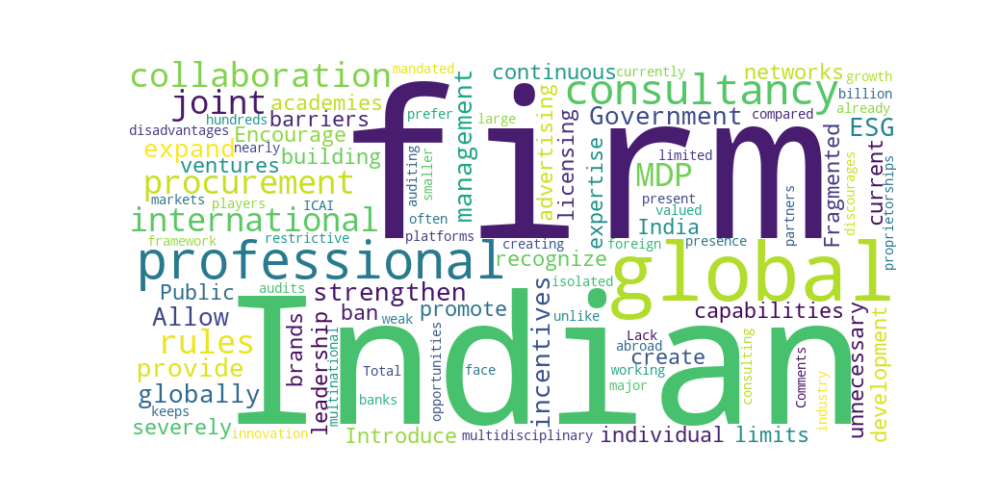 firm
Indian
global
professional
consultancy
collaboration
mandated
continuous
currently
networks
growth
joint
academies
hundreds
barriers
prefer
large
management
advertising
licensing
Government
compared
billion
already
ESG
disadvantages
Encourage
nearly
expand
building
ventures
auditing
smaller
expertise
limited
MDP
Fragmented
discourages
current
proprietorships
procurement
markets
players
ICAI
often
present
valued
partners
international
India
framework
restrictive
platforms
creating
foreign
presence
recognize
isolated
audits
Public
strengthen
Allow
ban
weak
promote
incentives
unlike
capabilities
rules
brands
leadership
multinational
Total
face
opportunities
Lack
abroad
create
working
major
consulting
Comments
industry
unnecessary
development
provide
globally
banks
keeps
severely
innovation
Introduce
multidisciplinary
individual
limits